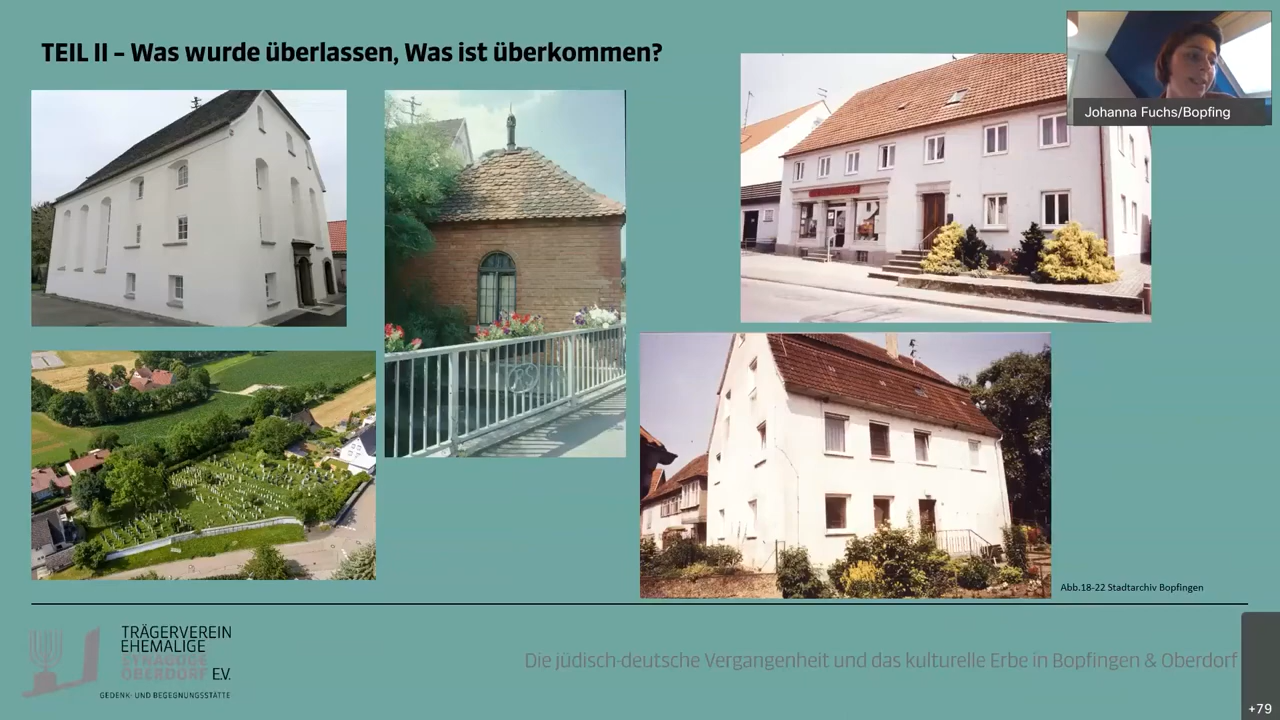 TEIL II – Was wurde überlassen, Was ist überkommen?
Johanna Fuchs/Bopfing
Abb.18-22 Stadtarchiv Bopfingen
TRÄGERVEREIN
EHEMALIGE
SYNAGOGE
OBERDORF E.V.
GEDENK- UND BEGEGNUNGSSTÄTTE
Die jüdisch-deutsche Vergangenheit und das kulturelle Erbe in Bopfingen & Oberdorf
+79